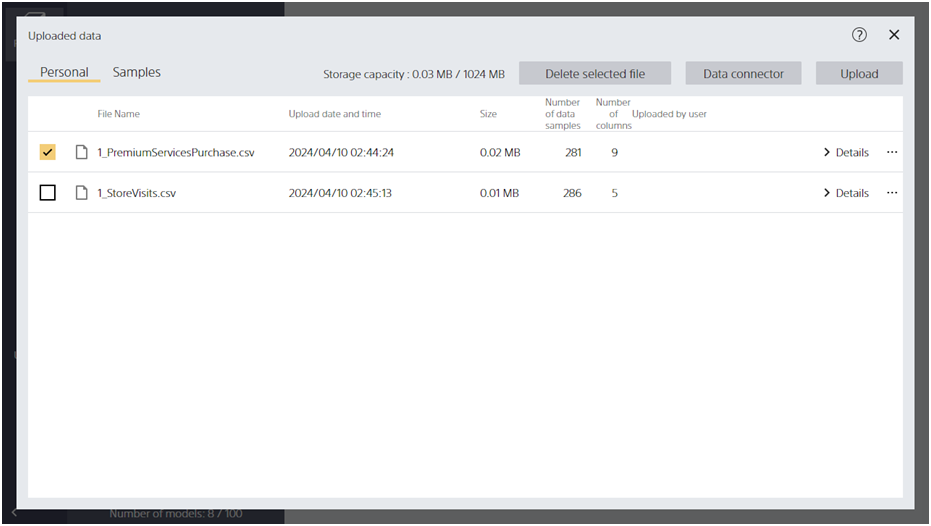 Uploaded data
Personal
Samples
Storage capacity : 0.03 MB / 1024 MB
Delete selected file
Data connector
Upload
File Name
Upload date and time
Size
Number
of data
samples
Number
of
columns
Uploaded by user
1_PremiumServicesPurchase.csv 2024/04/10 02:44:24 0.02 MB 281 9 Details
1_StoreVisits.csv 2024/04/10 02:45:13 0.01 MB 286 5 Details
Number of models: 8 / 100